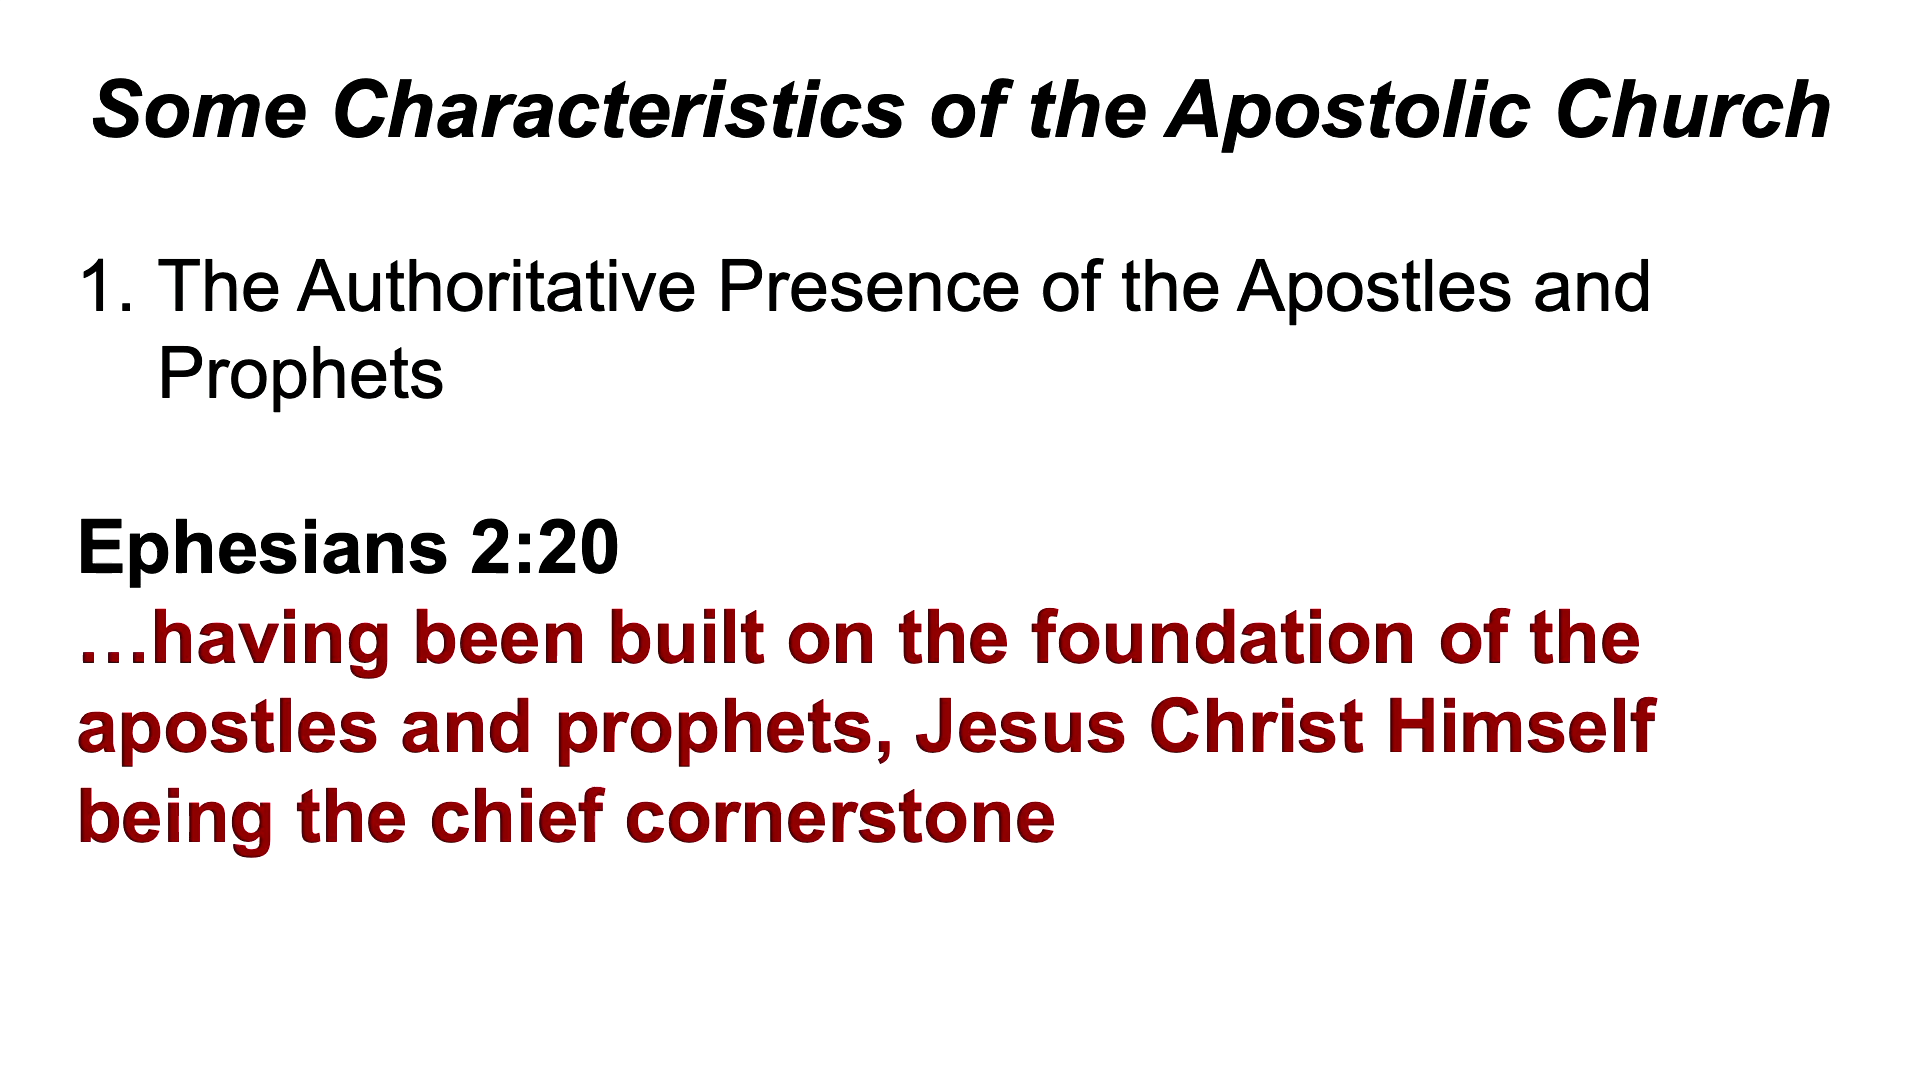 Some Characteristics of the Apostolic Church
1. The Authoritative Presence of the Apostles and
Prophets
Ephesians 2:20
…having been built on the foundation of the
apostles and prophets, Jesus Christ Himself
being the chief cornerstone